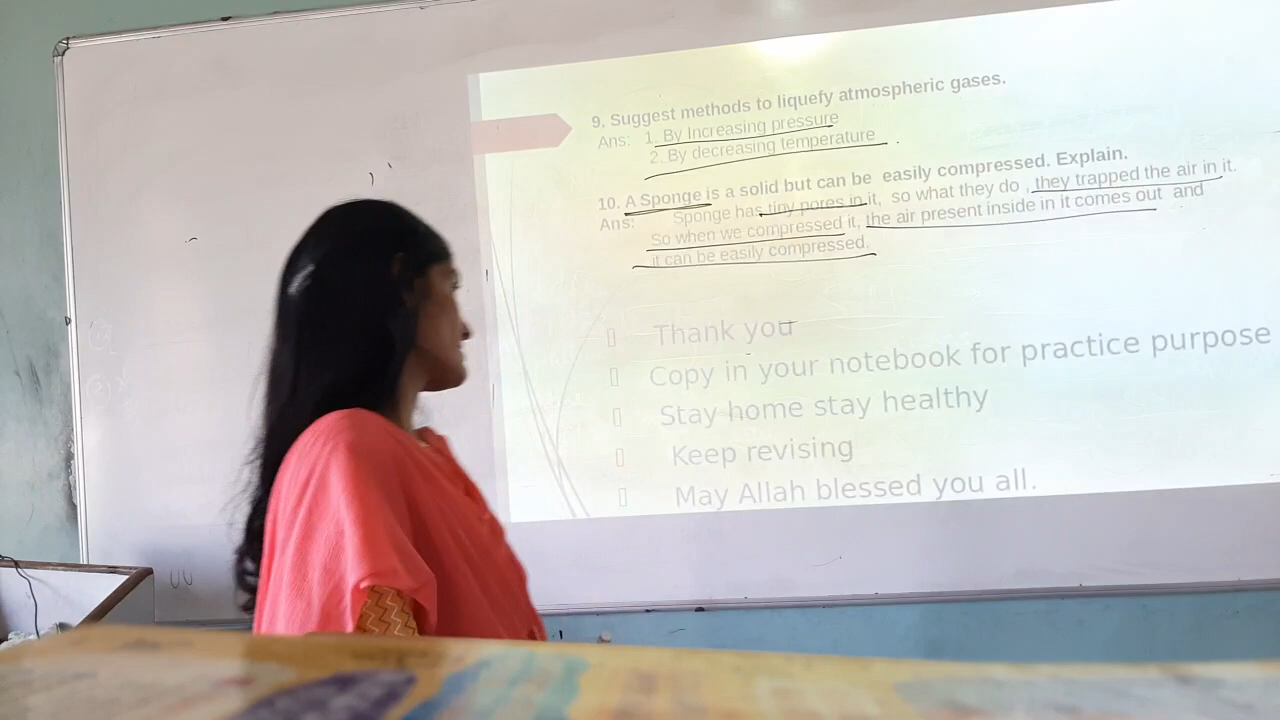 9. Suggest methods to liquefy atmospheric gases.
Ans: 1. By Increasing pressure
2. By decreasing temperature
10. A Sponge is a solid but can be easily compressed. Explain.
Ans: Sponge has tiny pores in it, so what they do , they trapped the air in it.
So when we compressed it, the air present inside in it comes out and
it can be easily compressed.
Thank you
Copy in your notebook for practice purpose
Stay home stay healthy
Keep revising
May Allah blessed you all.